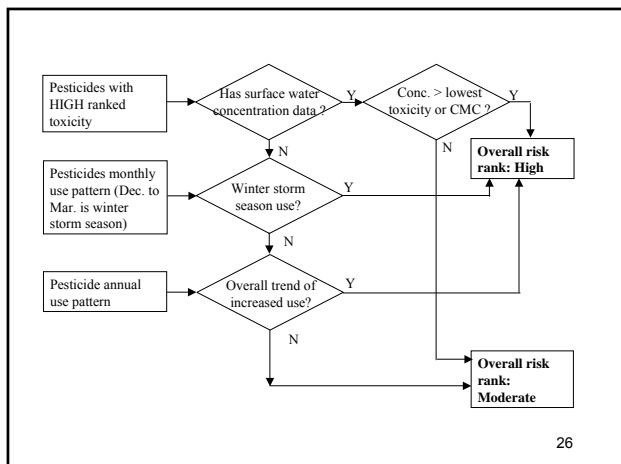 Pesticides with
HIGH ranked
toxicity
Has surface water
concentration data ?
Y
Conc. > lowest
toxicity or CMC ?
Y
N
N
Overall risk
rank: High
Pesticides monthly
use pattern (Dec. to
Mar. is winter
storm season)
Winter storm
season use?
Y
N
Pesticide annual
use pattern
Overall trend of
increased use?
Y
N
Overall risk
rank:
Moderate
26